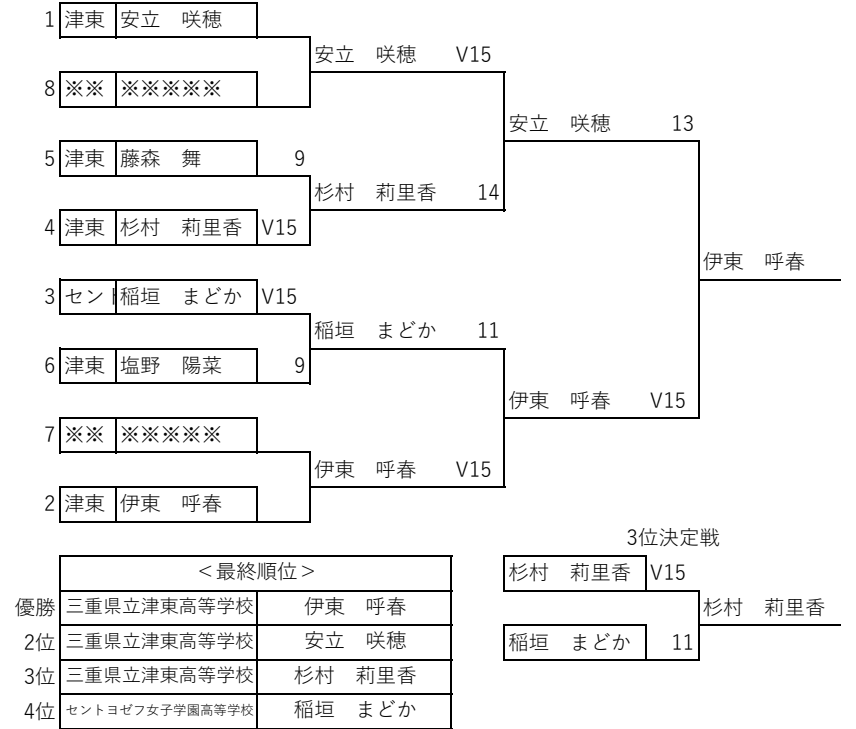 1 津東 安立　咲穂
安立　咲穂 V15
8 ※※ ※※※※※
安立　咲穂 13
5 津東 藤森　舞 9
杉村　莉里香 14
4 津東 杉村　莉里香 V15
伊東　呼春
3 セント 稲垣　まどか V15
稲垣　まどか 11
6 津東 塩野　陽菜 9
伊東　呼春 V15
7 ※※ ※※※※※
伊東　呼春 V15
2 津東 伊東　呼春
3位決定戦
杉村　莉里香 V15
杉村　莉里香
稲垣　まどか 11
＜最終順位＞
優勝 三重県立津東高等学校 伊東　呼春
2位 三重県立津東高等学校 安立　咲穂
3位 三重県立津東高等学校 杉村　莉里香
4位 セントヨゼフ女子学園高等学校 稲垣　まどか